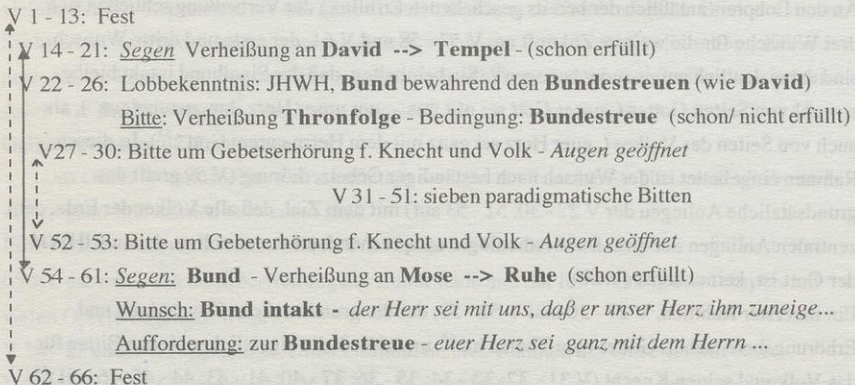 V 1 - 13: Fest
V 14 - 21: Segen Verheißung an David --> Tempel - (schon erfüllt)
V 22 - 26: Lobbekenntnis: JHWH, Bund bewahrend den Bundestreuen (wie David)
Bitte: Verheißung Thronfolge - Bedingung: Bundestreue (schon/ nicht erfüllt)
V27 - 30: Bitte um Gebetserhörung f. Knecht und Volk - Augen geöffnet
V 31 - 51: sieben paradigmatische Bitten
V 52 - 53: Bitte um Gebeterhörung f. Knecht und Volk - Augen geöffnet
V 54 - 61: Segen: Bund - Verheißung an Mose --> Ruhe (schon erfüllt)
Wunsch: Bund intakt - der Herr sei mit uns, daß er unser Herz ihm zuneige...
Aufforderung: zur Bundestreue - euer Herz sei ganz mit dem Herrn ...
V 62 - 66: Fest